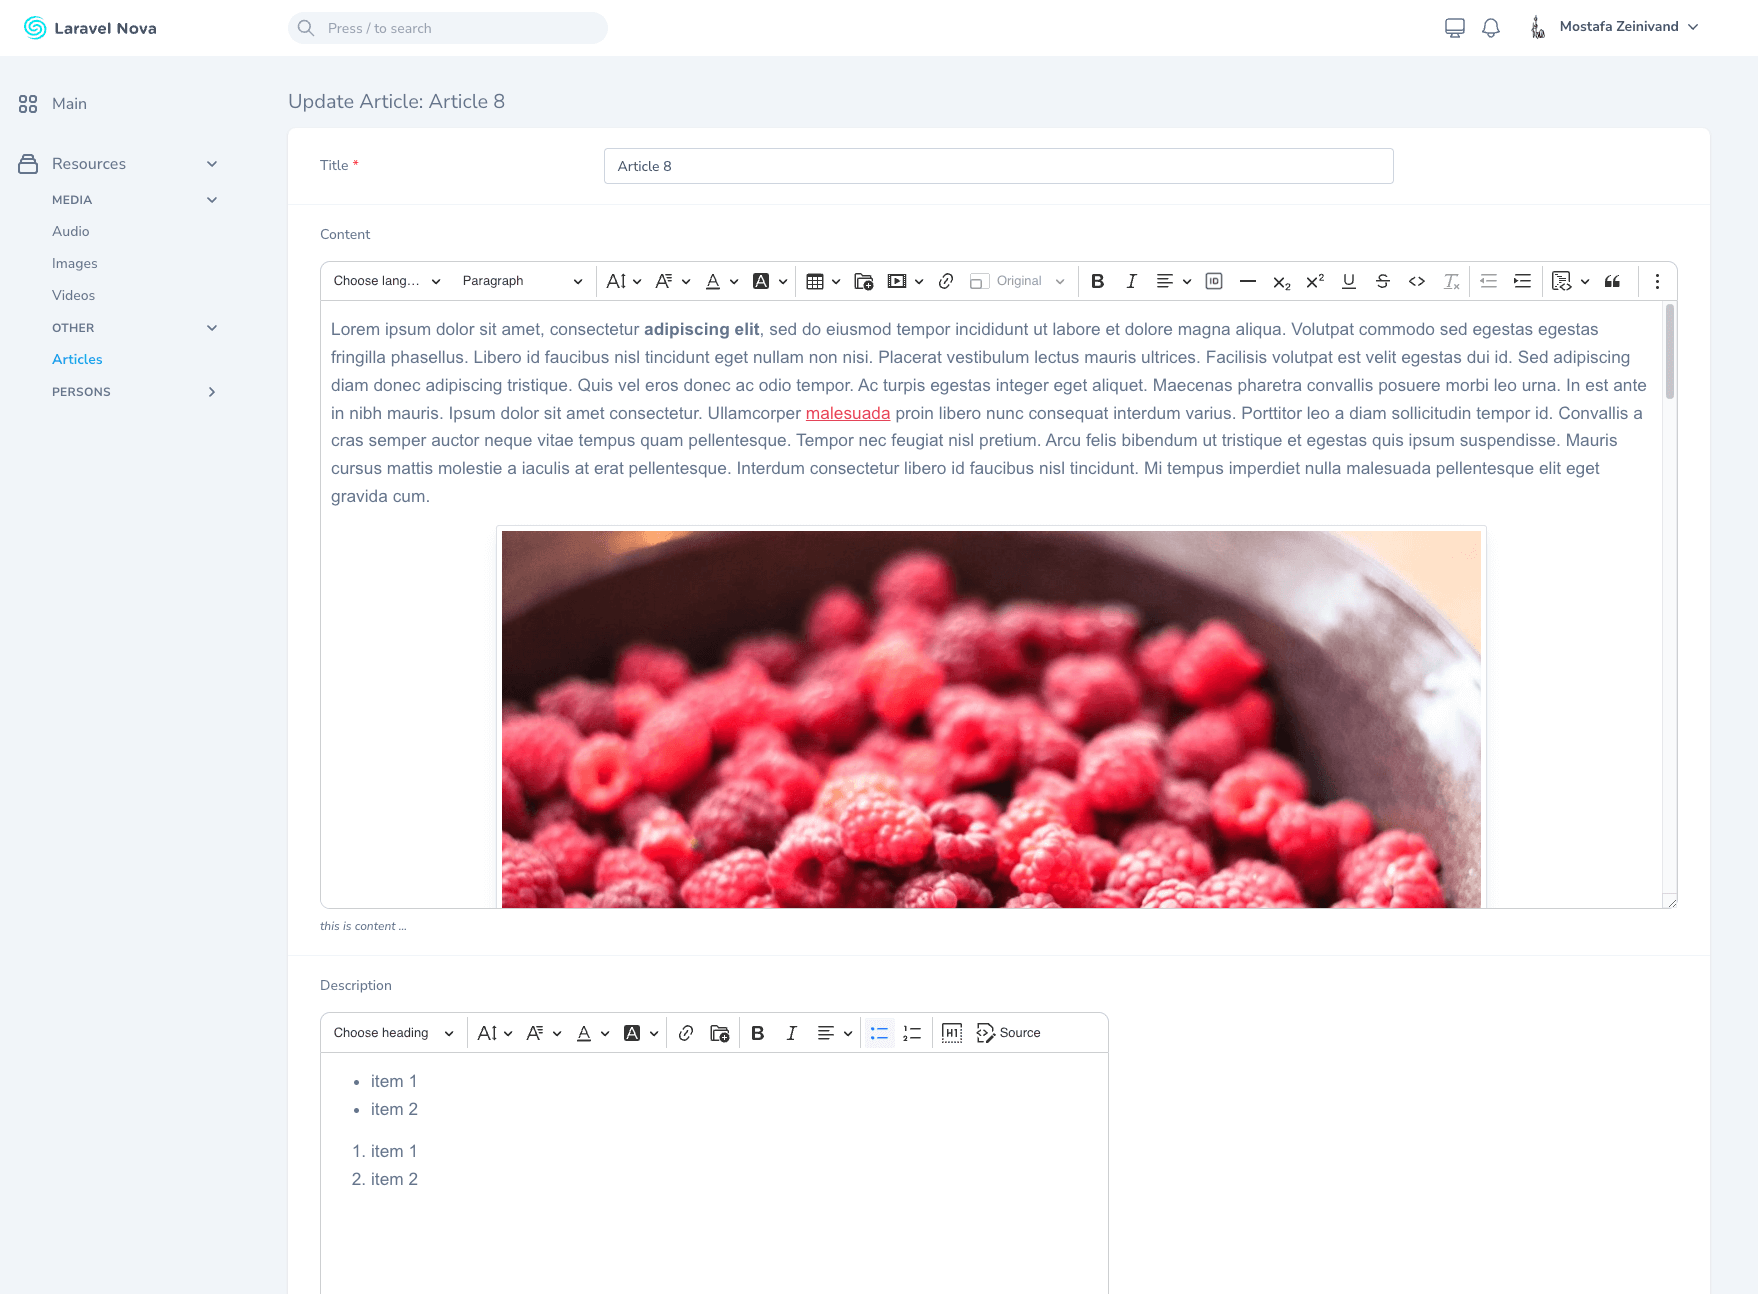 Laravel Nova
Press / to search
Mostafa Zeinivand
Main
Resources
MEDIA
Audio
Images
Videos
OTHER
Articles
PERSONS
Update Article: Article 8
Title *
Article 8
Content
Choose lang... Paragraph Original
Lorem ipsum dolor sit amet, consectetur adipiscing elit, sed do eiusmod tempor incididunt ut labore et dolore magna aliqua. Volutpat commodo sed egestas egestas
fringilla phasellus. Libero id faucibus nisl tincidunt eget nullam non nisi. Placerat vestibulum lectus mauris ultrices. Facilisis volutpat est velit egestas dui id. Sed adipiscing
diam donec adipiscing tristique. Quis vel eros donec ac odio tempor. Ac turpis egestas integer eget aliquet. Maecenas pharetra convallis posuere morbi leo urna. In est ante
in nibh mauris. Ipsum dolor sit amet consectetur. Ullamcorper malesuada proin libero nunc consequat interdum varius. Porttitor leo a diam sollicitudin tempor id. Convallis a
cras semper auctor neque vitae tempus quam pellentesque. Tempor nec feugiat nisl pretium. Arcu felis bibendum ut tristique et egestas quis ipsum suspendisse. Mauris
cursus mattis molestie a iaculis at erat pellentesque. Interdum consectetur libero id faucibus nisl tincidunt. Mi tempus imperdiet nulla malesuada pellentesque elit eget
gravida cum.
this is content ...
Description
Choose heading Source
• item 1
• item 2
1. item 1
2. item 2